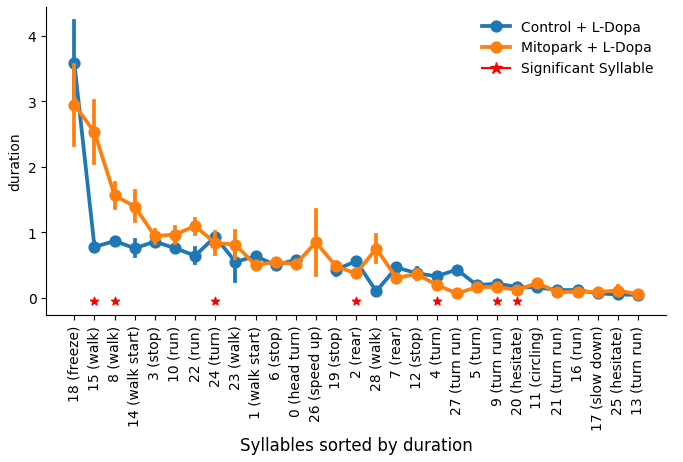 Control + L-Dopa
Mitopark + L-Dopa
Significant Syllable
duration
4
3
2
1
0
18 (freeze)
15 (walk)
8 (walk)
14 (walk start)
3 (stop)
10 (run)
22 (run)
24 (turn)
23 (walk)
1 (walk start)
6 (stop)
0 (head turn)
26 (speed up)
19 (stop)
2 (rear)
28 (walk)
7 (rear)
12 (stop)
4 (turn)
27 (turn run)
5 (turn)
9 (turn run)
20 (hesitate)
11 (circling)
21 (turn run)
16 (run)
17 (slow down)
25 (hesitate)
13 (turn run)
Syllables sorted by duration